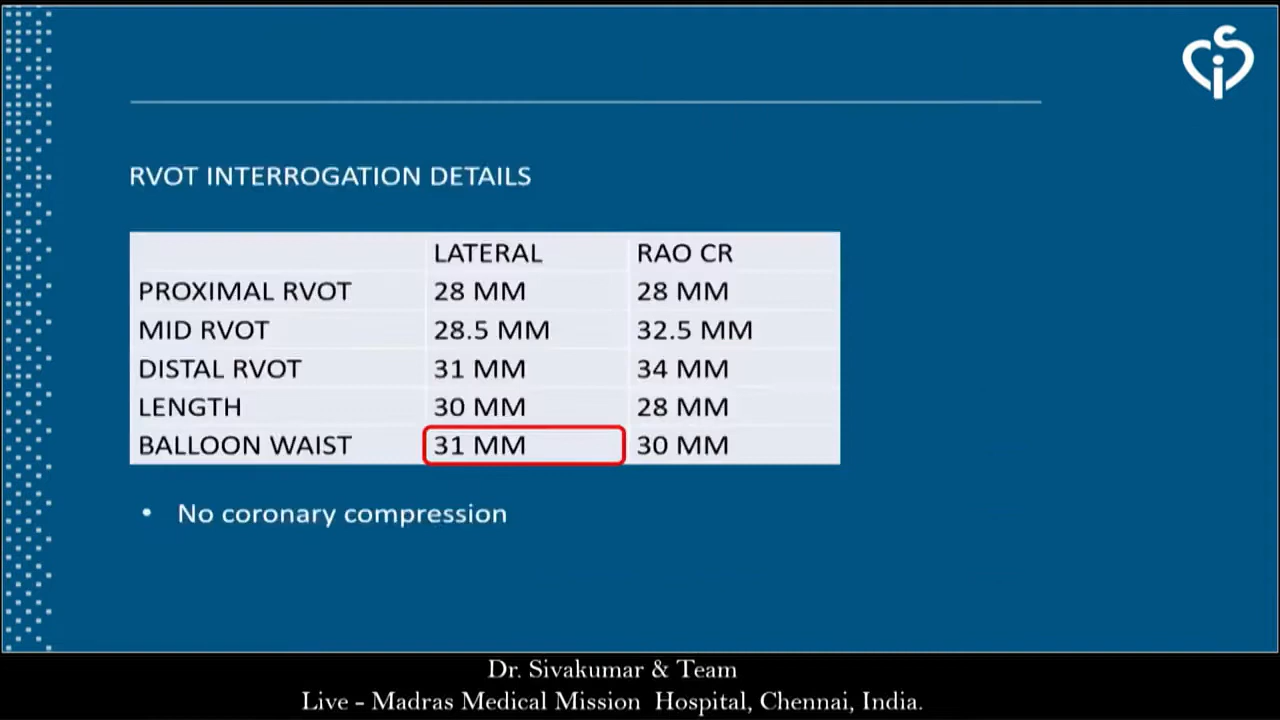 RVOT INTERROGATION DETAILS
LATERAL RAO CR
PROXIMAL RVOT 28 MM 28 MM
MID RVOT 28.5 MM 32.5 MM
DISTAL RVOT 31 MM 34 MM
LENGTH 30 MM 28 MM
BALLOON WAIST 31 MM 30 MM
• No coronary compression
Dr. Sivakumar & Team
Live - Madras Medical Mission Hospital, Chennai, India.